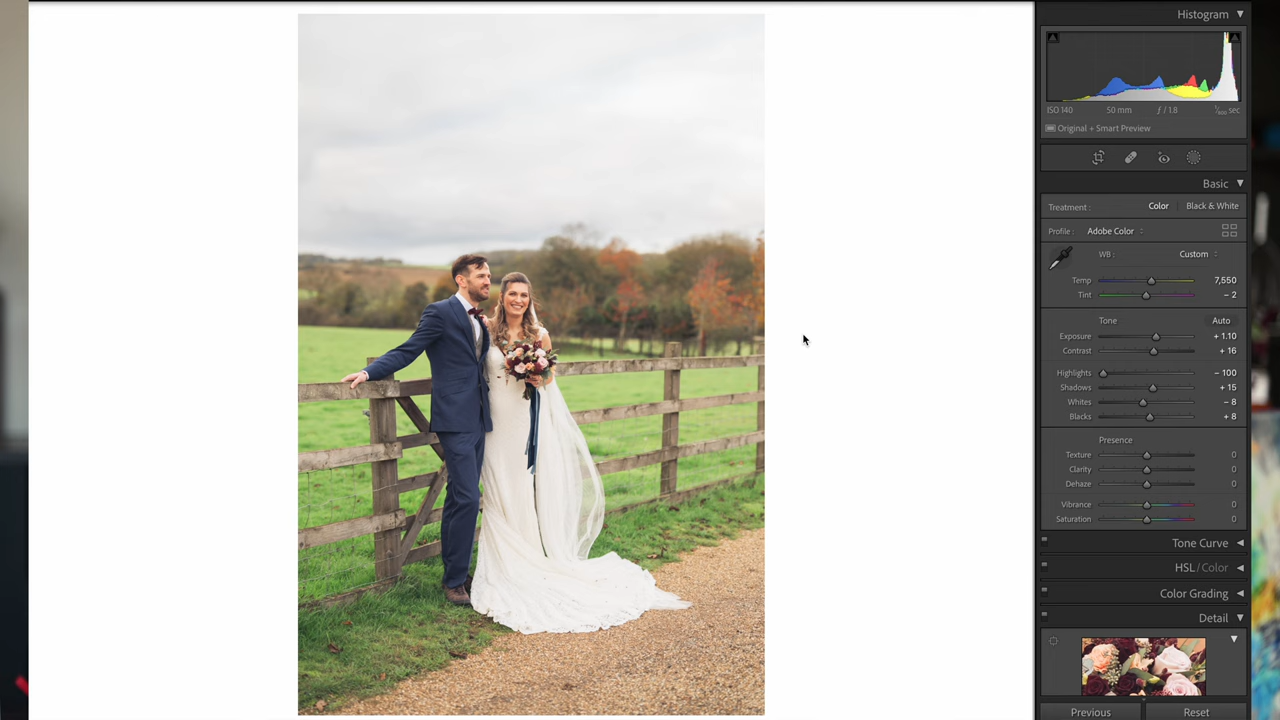 Histogram
ISO 140 50 mm ƒ / 1.8 1/800 sec
Original + Smart Preview
Basic
Treatment : Color Black & White
Profile : Adobe Color
WB : Custom
Temp 7,550
Tint – 2
Tone Auto
Exposure + 1.10
Contrast + 16
Highlights – 100
Shadows + 15
Whites – 8
Blacks + 8
Presence
Texture 0
Clarity 0
Dehaze 0
Vibrance 0
Saturation 0
Tone Curve
HSL / Color
Color Grading
Detail
Previous Reset